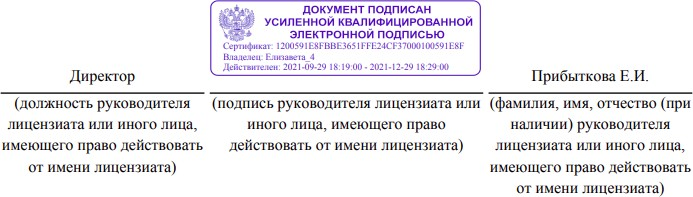 ДОКУМЕНТ ПОДПИСАН
УСИЛЕННОЙ КВАЛИФИЦИРОВАННОЙ
ЭЛЕКТРОННОЙ ПОДПИСЬЮ
Сертификат: 1200591E8FBBE3651FFE24CF37000100591E8F
Владелец: Елизавета_4
Действителен: 2021-09-29 18:19:00 - 2021-12-29 18:29:00
Директор
(должность руководителя
лицензиата или иного лица,
имеющего право действовать
от имени лицензиата)
(подпись руководителя лицензиата или
иного лица, имеющего право
действовать от имени лицензиата)
Прибыткова Е.И.
(фамилия, имя, отчество (при
наличии) руководителя
лицензиата или иного лица,
имеющего право действовать
от имени лицензиата)